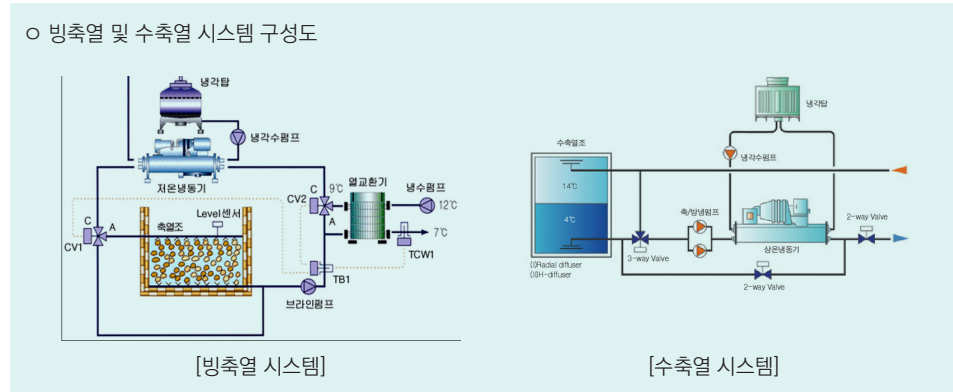 ㅇ 빙축열 및 수축열 시스템 구성도
냉각탑
냉각수펌프
저온냉동기
C
CV2
9℃
열교환기
냉수펌프
12℃
A
7℃
TCW1
C
A
CV1
축열조
Level센서
TB1
브라인펌프
[빙축열 시스템]
냉각탑
수축열조
냉각수펌프
14℃
4℃
축/방냉펌프
2-way Valve
상온냉동기
3-way Valve
(I)Radial diffuser
(II)H-diffuser
2-way Valve
[수축열 시스템]